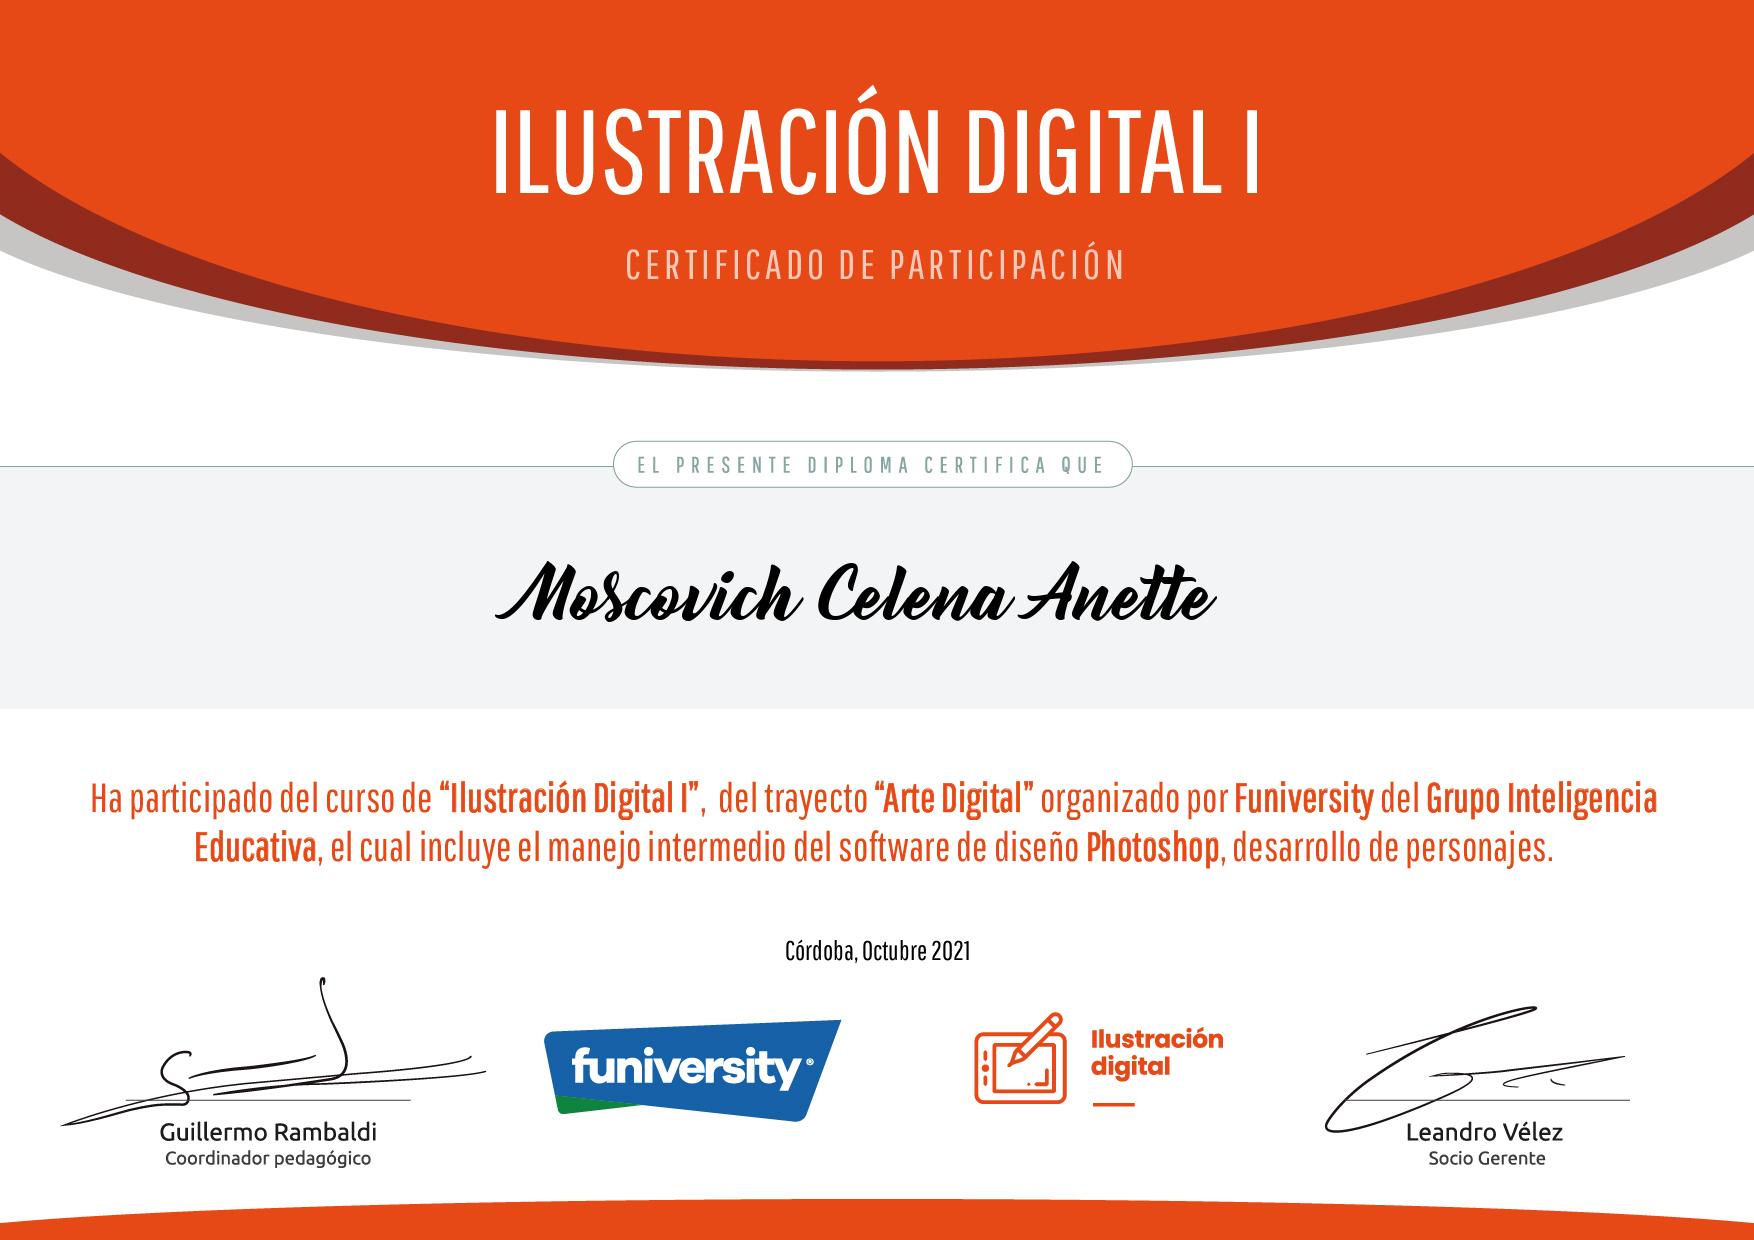 ILUSTRACIÓN DIGITAL I
CERTIFICADO DE PARTICIPACIÓN
EL PRESENTE DIPLOMA CERTIFICA QUE
Moscovich Celena Anette
Ha participado del curso de “Ilustración Digital I”, del trayecto “Arte Digital” organizado por Funiversity del Grupo Inteligencia
Educativa, el cual incluye el manejo intermedio del software de diseño Photoshop, desarrollo de personajes.
Córdoba, Octubre 2021
funiversity®
Ilustración
digital
Guillermo Rambaldi
Coordinador pedagógico
Leandro Vélez
Socio Gerente